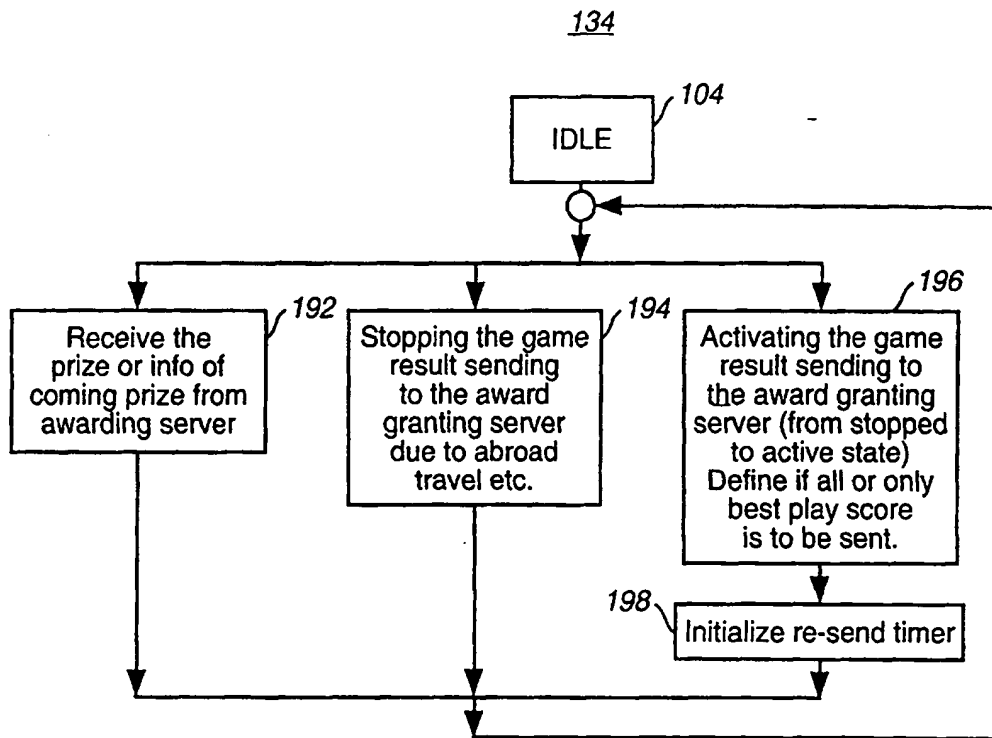 134
104
IDLE
192
Receive the
prize or info of
coming prize from
awarding server
194
Stopping the game
result sending
to the award
granting server
due to abroad
travel etc.
196
Activating the game
result sending to
the award granting
server (from stopped
to active state)
Define if all or only
best play score
is to be sent.
198
Initialize re-send timer